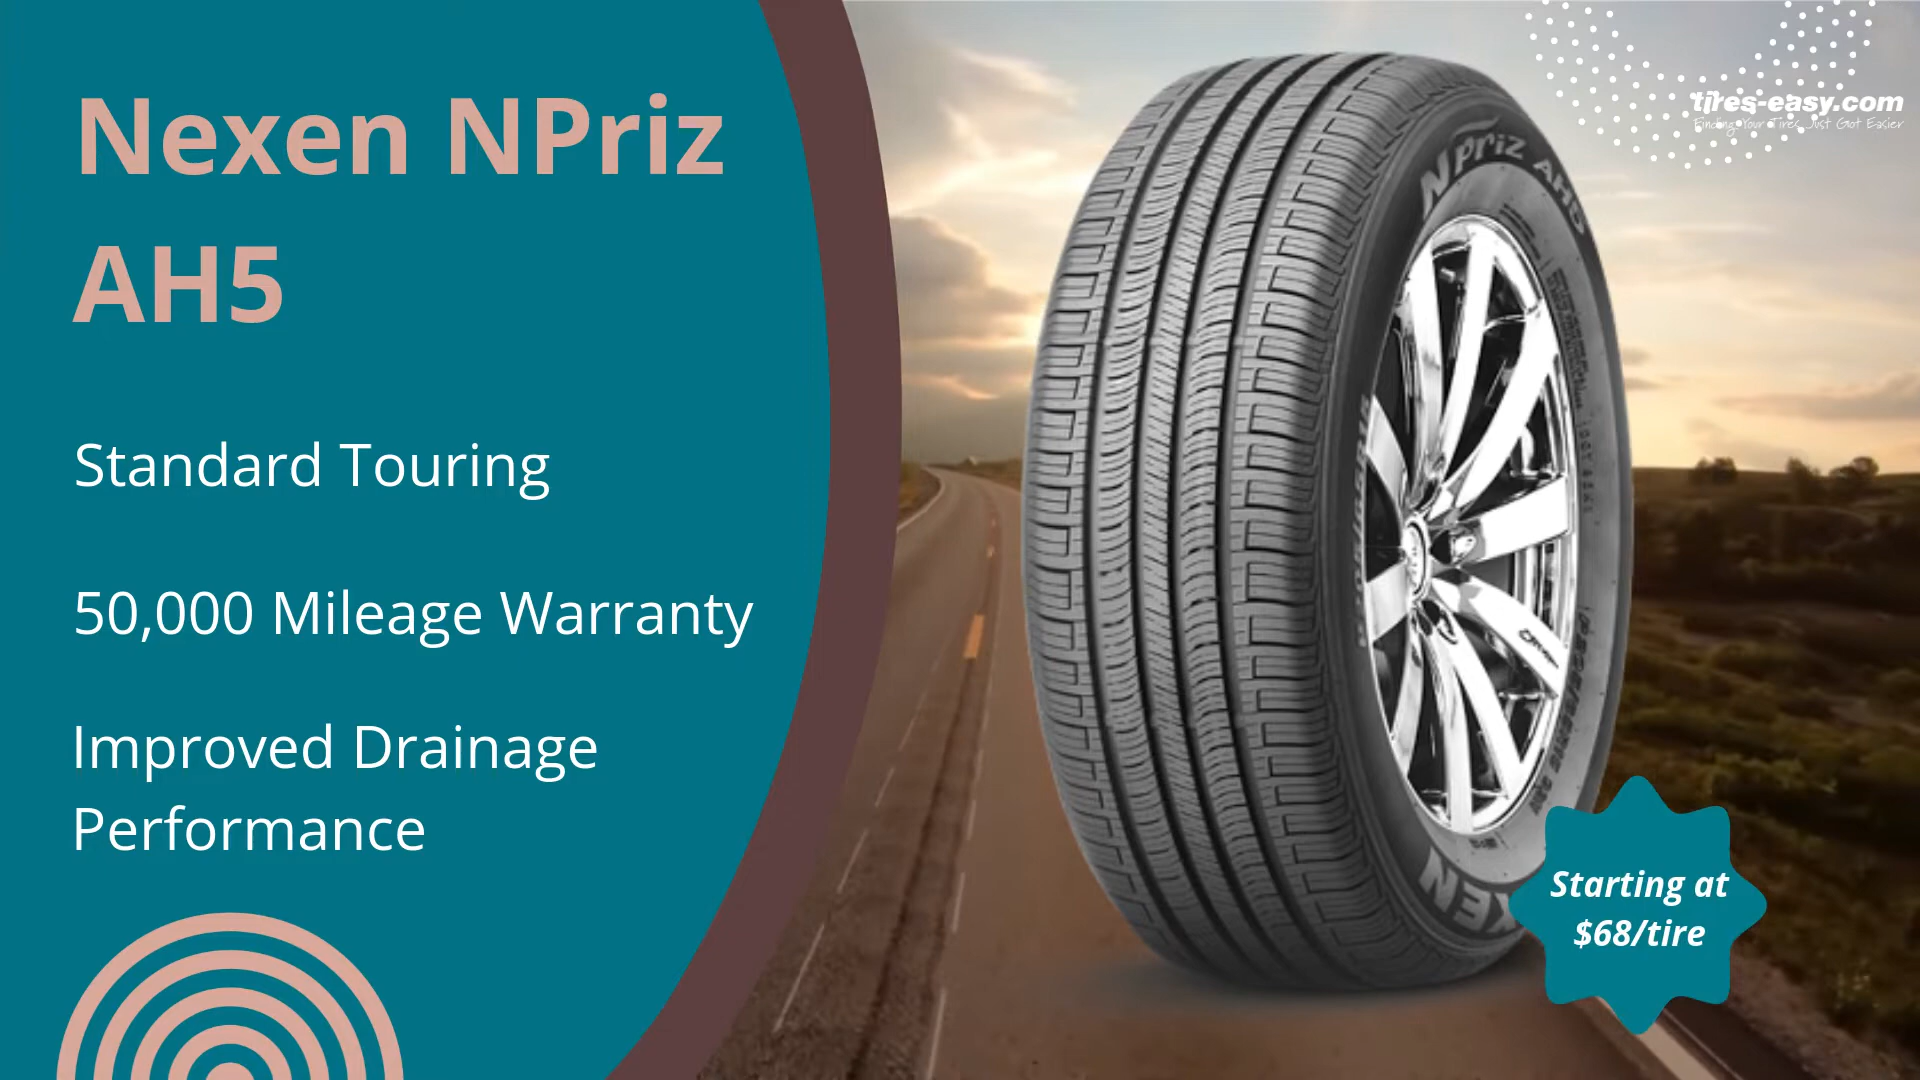 Nexen NPriz
AH5
Standard Touring
50,000 Mileage Warranty
Improved Drainage
Performance
tires-easy.com
Finding Your Tires Just Got Easier
NPriz AH5
Starting at
$68/tire